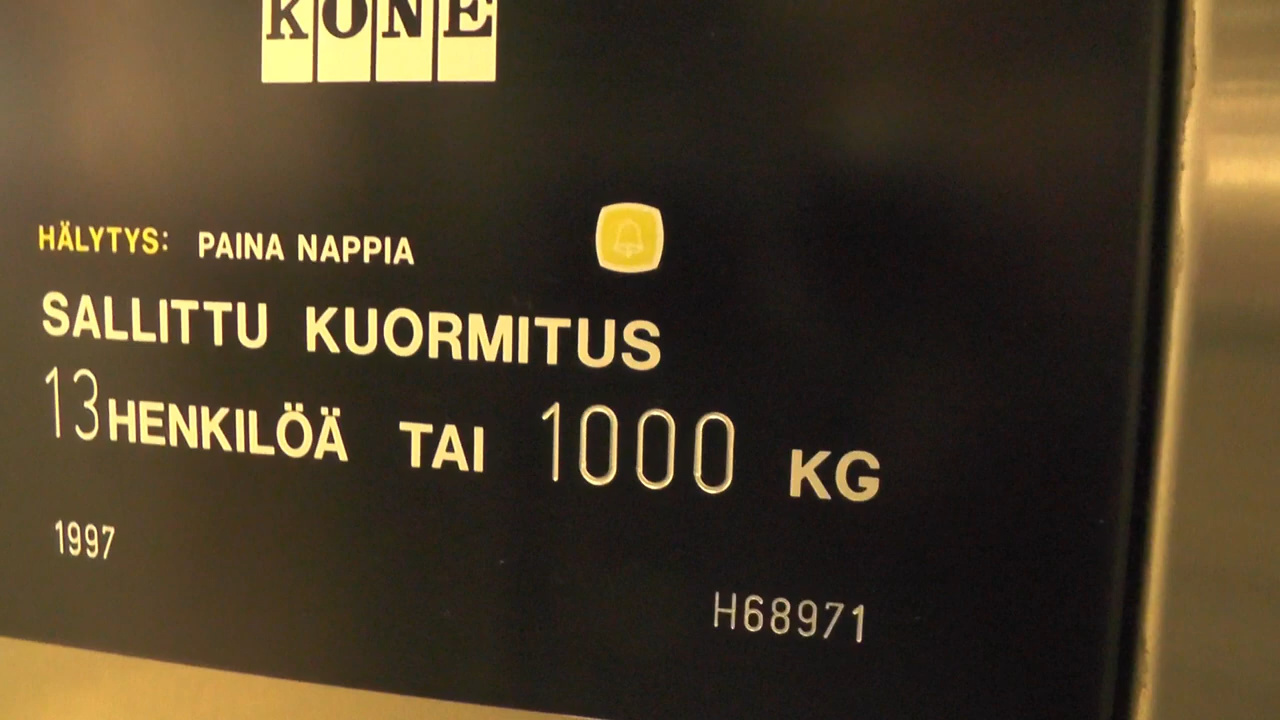 KONE
HÄLYTYS: PAINA NAPPIA
SALLITTU KUORMITUS
13 HENKILÖÄ TAI 1000 KG
1997
H68971